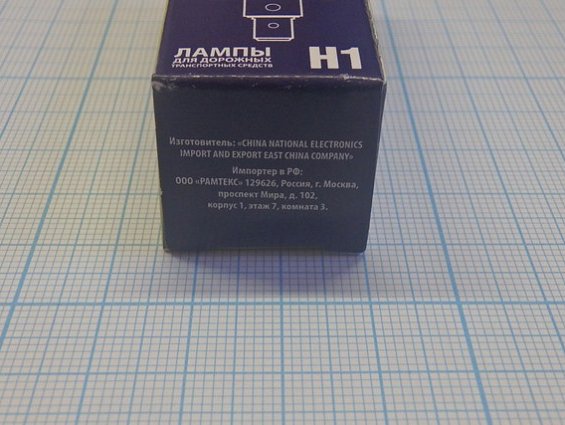 ЛАМПЫ
ДЛЯ ДОРОЖНЫХ
ТРАНСПОРТНЫХ СРЕДСТВ
H1
Изготовитель: «CHINA NATIONAL ELECTRONICS
IMPORT AND EXPORT EAST CHINA COMPANY»
Импортер в РФ:
ООО «РАМТЕКС» 129626, Россия, г. Москва,
проспект Мира, д. 102,
корпус 1, этаж 7, комната 3.